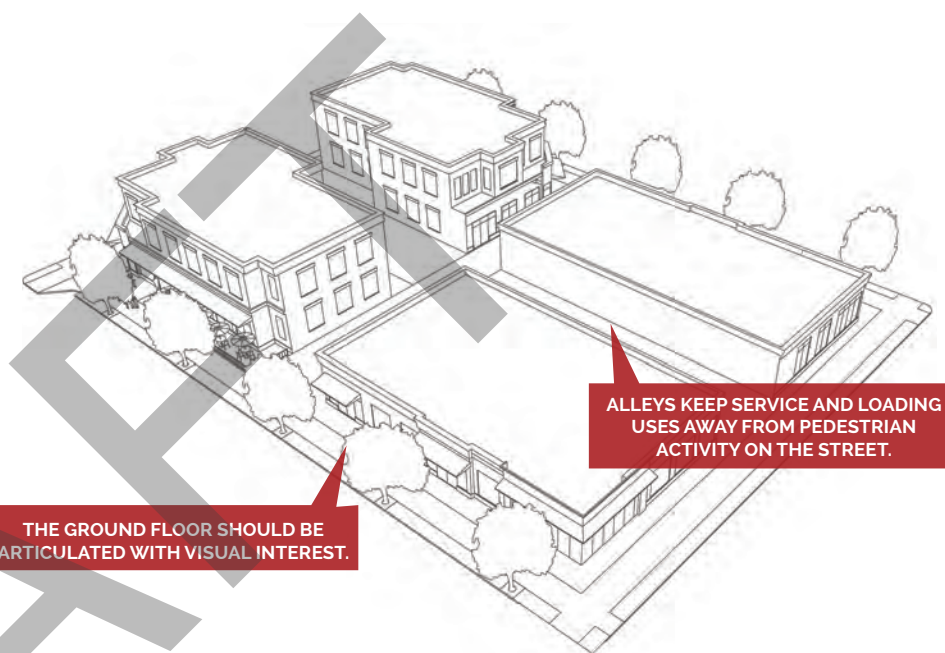 ALLEYS KEEP SERVICE AND LOADING
USES AWAY FROM PEDESTRIAN
ACTIVITY ON THE STREET.
THE GROUND FLOOR SHOULD BE
ARTICULATED WITH VISUAL INTEREST.